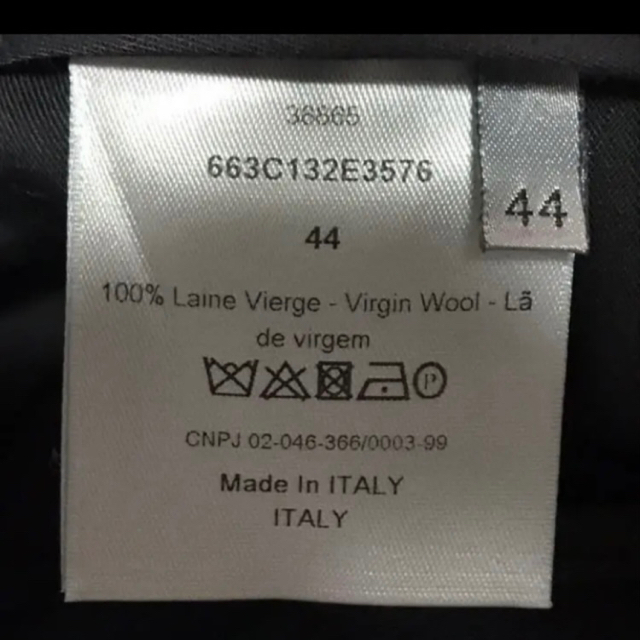 36865
663C132E3576
44
44
100% Laine Vierge - Virgin Wool - Lã
de virgem
P
CNPJ 02-046-366/0003-99
Made In ITALY
ITALY